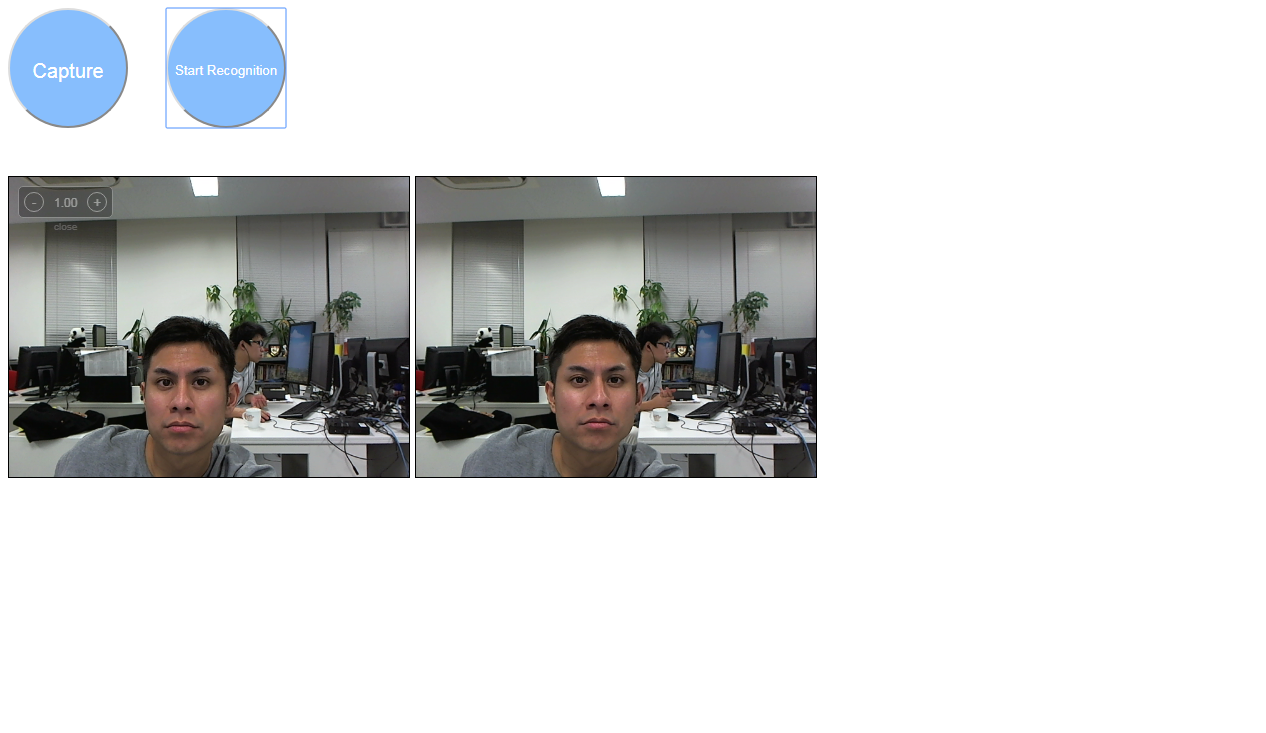 Capture
Start Recognition
- 1.00 +
close